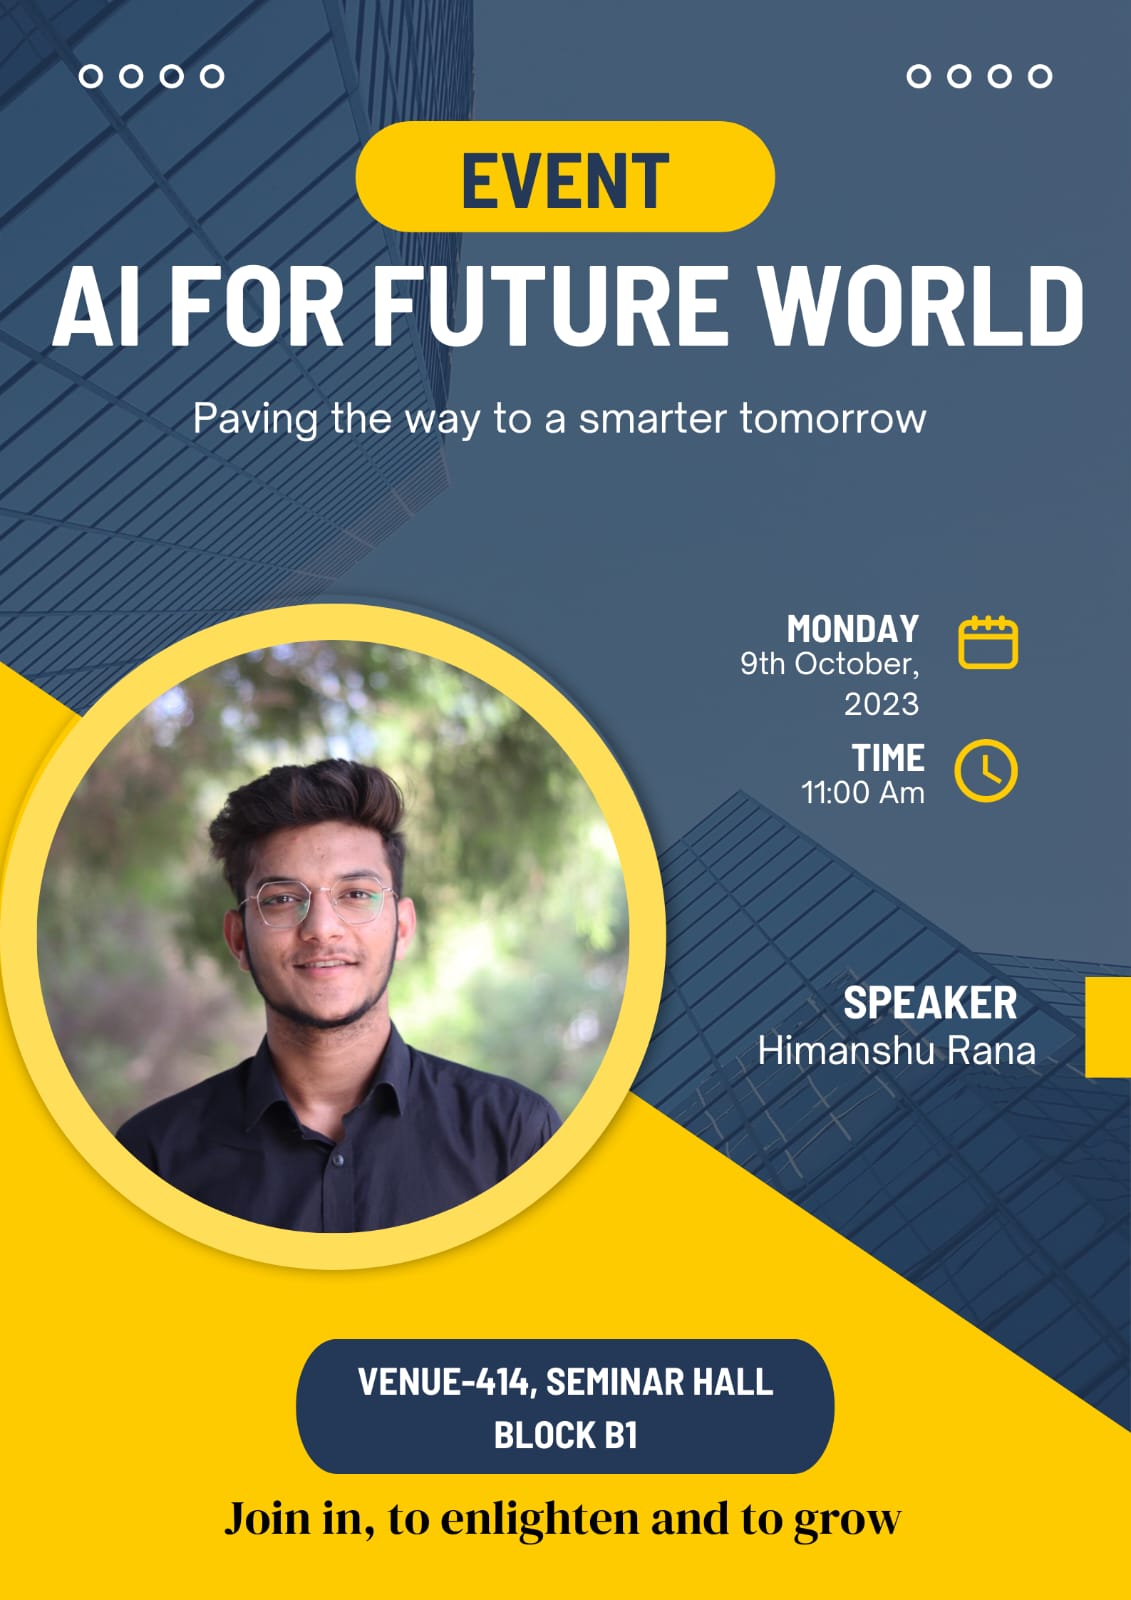 EVENT
AI FOR FUTURE WORLD
Paving the way to a smarter tomorrow
MONDAY
9th October,
2023
TIME
11:00 Am
SPEAKER
Himanshu Rana
VENUE-414, SEMINAR HALL
BLOCK B1
Join in, to enlighten and to grow